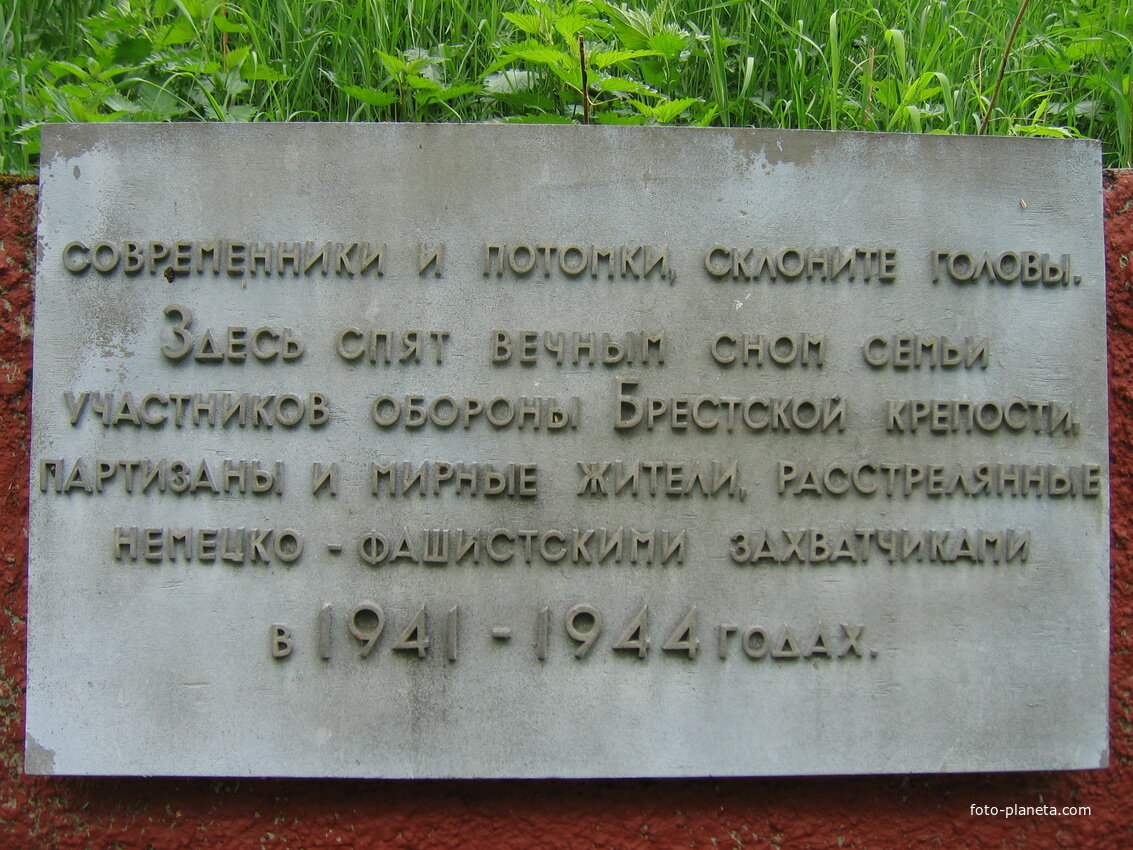 современники и потомки, склоните головы.
Здесь спят вечным сном семьи
участников обороны Брестской крепости,
партизаны и мирные жители, расстрелянные
немецко - фашистскими захватчиками
в 1941 - 1944 годах.
foto-planeta.com